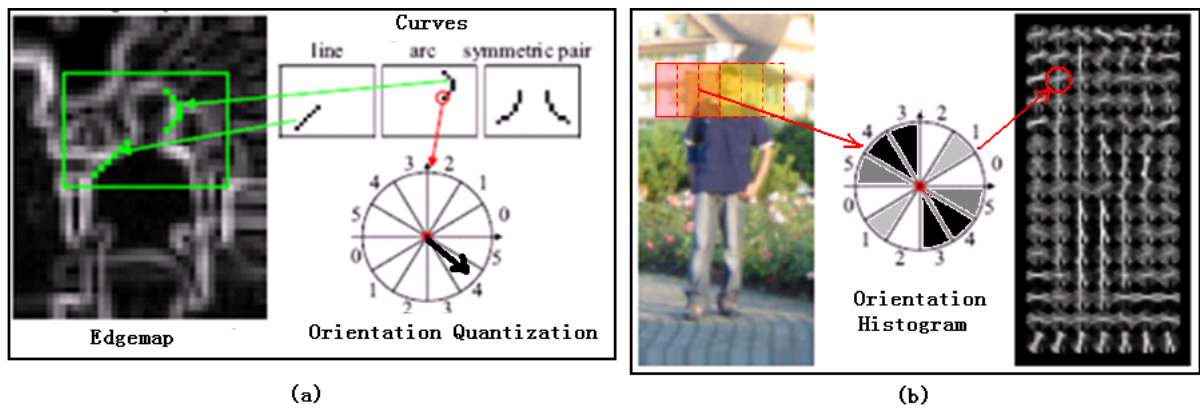 Curves
line arc symmetric pair
3 2
4 1
5 0
0 5
1 4
2 3
Edgemap
Orientation Quantization
(a)
3 2
4 1
5 0
0 5
1 4
2 3
Orientation
Histogram
(b)